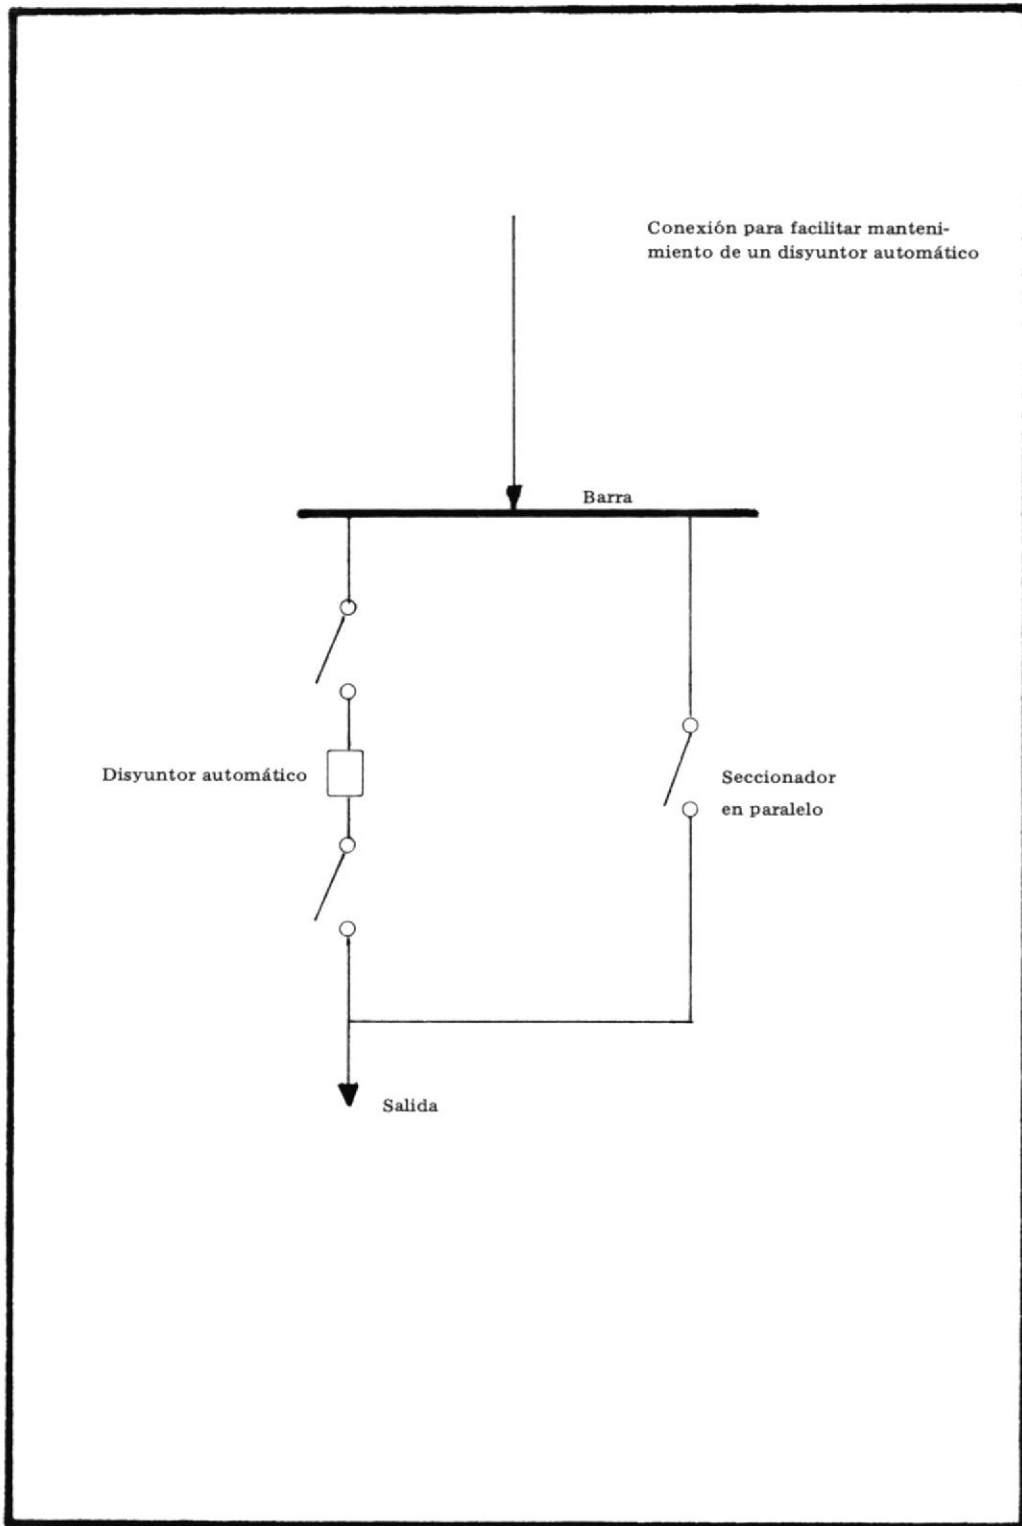 Conexión para facilitar manteni-
miento de un disyuntor automático
Barra
Disyuntor automático
Seccionador
en paralelo
Salida